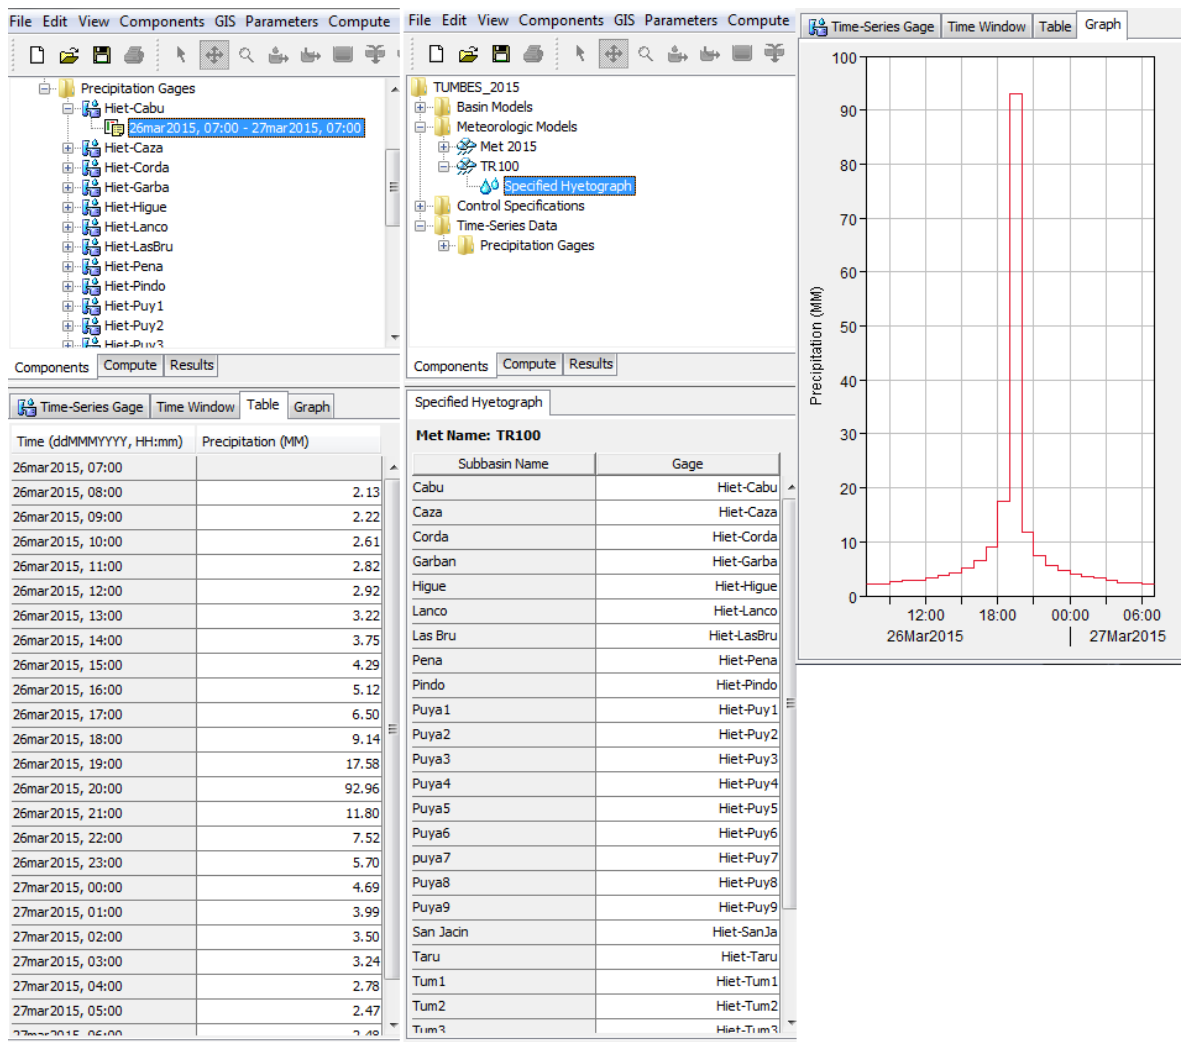 File Edit View Components GIS Parameters Compute
Precipitation Gages
Hiet-Cabu
26mar2015, 07:00 - 27mar2015, 07:00
Hiet-Caza
Hiet-Corda
Hiet-Garba
Hiet-Higue
Hiet-Lanco
Hiet-LasBru
Hiet-Pena
Hiet-Pindo
Hiet-Puy1
Hiet-Puy2
Hiet-Puy3
Components Compute Results
Time-Series Gage Time Window Table Graph
Time (ddMMMYYYY, HH:mm) Precipitation (MM)
26mar2015, 07:00
26mar2015, 08:00 2.13
26mar2015, 09:00 2.22
26mar2015, 10:00 2.61
26mar2015, 11:00 2.82
26mar2015, 12:00 2.92
26mar2015, 13:00 3.22
26mar2015, 14:00 3.75
26mar2015, 15:00 4.29
26mar2015, 16:00 5.12
26mar2015, 17:00 6.50
26mar2015, 18:00 9.14
26mar2015, 19:00 17.58
26mar2015, 20:00 92.96
26mar2015, 21:00 11.80
26mar2015, 22:00 7.52
26mar2015, 23:00 5.70
27mar2015, 00:00 4.69
27mar2015, 01:00 3.99
27mar2015, 02:00 3.50
27mar2015, 03:00 3.24
27mar2015, 04:00 2.78
27mar2015, 05:00 2.47
27mar2015, 06:00 2.48
File Edit View Components GIS Parameters Compute
TUMBES_2015
Basin Models
Meteorologic Models
Met 2015
TR100
Specified Hyetograph
Control Specifications
Time-Series Data
Precipitation Gages
Components Compute Results
Specified Hyetograph
Met Name: TR100
Subbasin Name Gage
Cabu Hiet-Cabu
Caza Hiet-Caza
Corda Hiet-Corda
Garban Hiet-Garba
Higue Hiet-Higue
Lanco Hiet-Lanco
Las Bru Hiet-LasBru
Pena Hiet-Pena
Pindo Hiet-Pindo
Puya1 Hiet-Puy1
Puya2 Hiet-Puy2
Puya3 Hiet-Puy3
Puya4 Hiet-Puy4
Puya5 Hiet-Puy5
Puya6 Hiet-Puy6
puya7 Hiet-Puy7
Puya8 Hiet-Puy8
Puya9 Hiet-Puy9
San Jacin Hiet-SanJa
Taru Hiet-Taru
Tum1 Hiet-Tum1
Tum2 Hiet-Tum2
Tum3 Hiet-Tum3
Time-Series Gage Time Window Table Graph
100
90
80
70
60
50
40
30
20
10
0
Precipitation (MM)
12:00 18:00 00:00 06:00
26Mar2015 27Mar2015